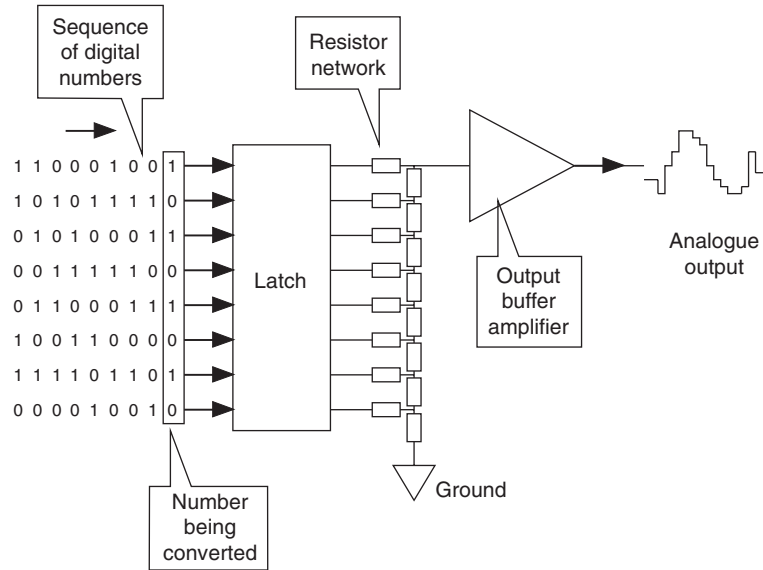 Sequence
of digital
numbers
Resistor
network
1 1 0 0 0 1 0 0 1
1 0 1 0 1 1 1 1 0
0 1 0 1 0 0 0 1 1
0 0 1 1 1 1 1 0 0
0 1 1 0 0 0 1 1 1
1 0 0 1 1 0 0 0 0
1 1 1 1 0 1 1 0 1
0 0 0 0 1 0 0 1 0
Latch
Output
buffer
amplifier
Analogue
output
Ground
Number
being
converted